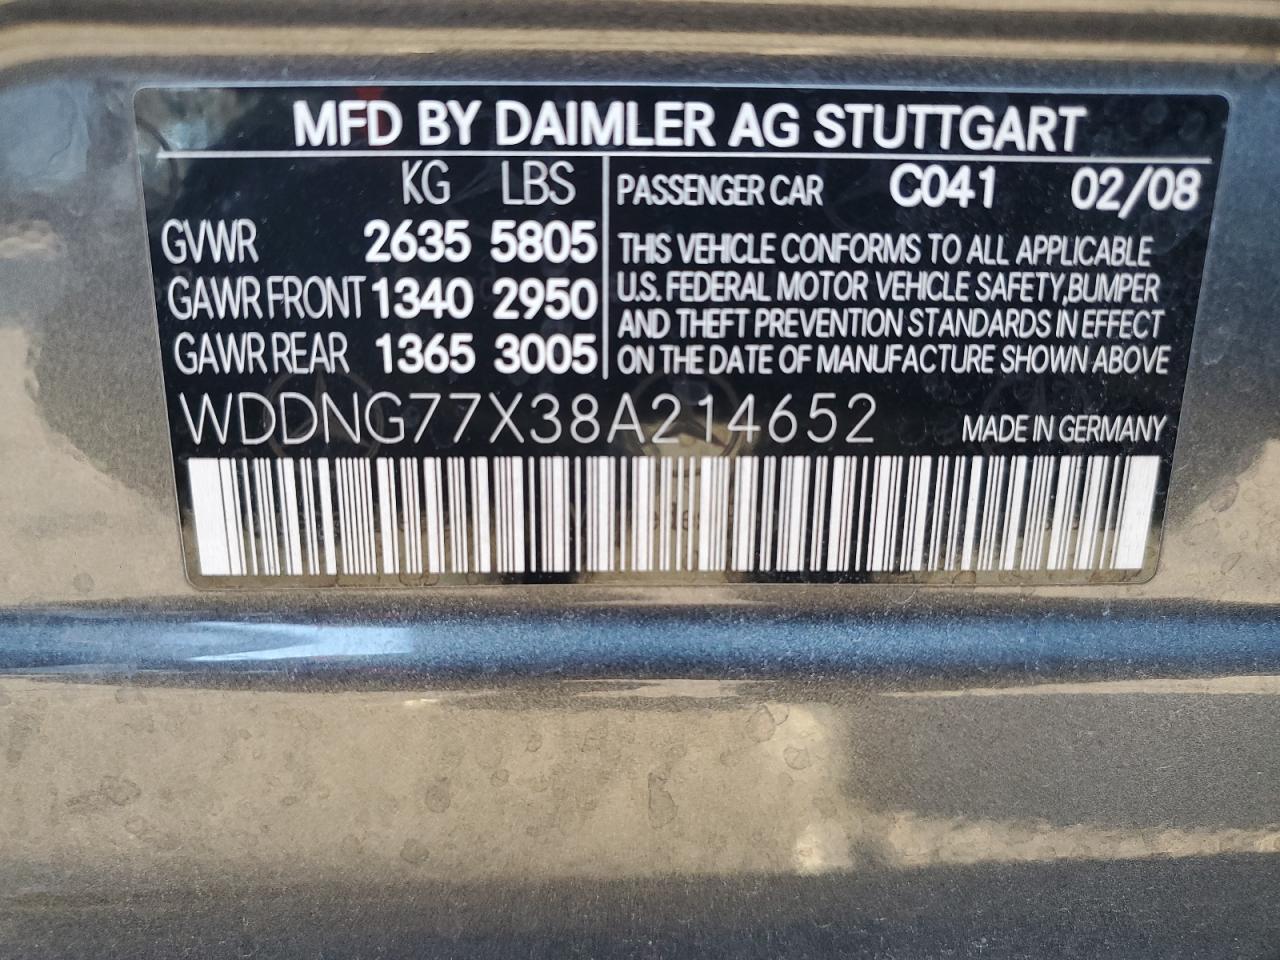 MFD BY DAIMLER AG STUTTGART
KG LBS
GVWR 2635 5805
GAWR FRONT 1340 2950
GAWR REAR 1365 3005
PASSENGER CAR C041 02/08
THIS VEHICLE CONFORMS TO ALL APPLICABLE
U.S. FEDERAL MOTOR VEHICLE SAFETY,BUMPER
AND THEFT PREVENTION STANDARDS IN EFFECT
ON THE DATE OF MANUFACTURE SHOWN ABOVE
WDDNG77X38A214652 MADE IN GERMANY